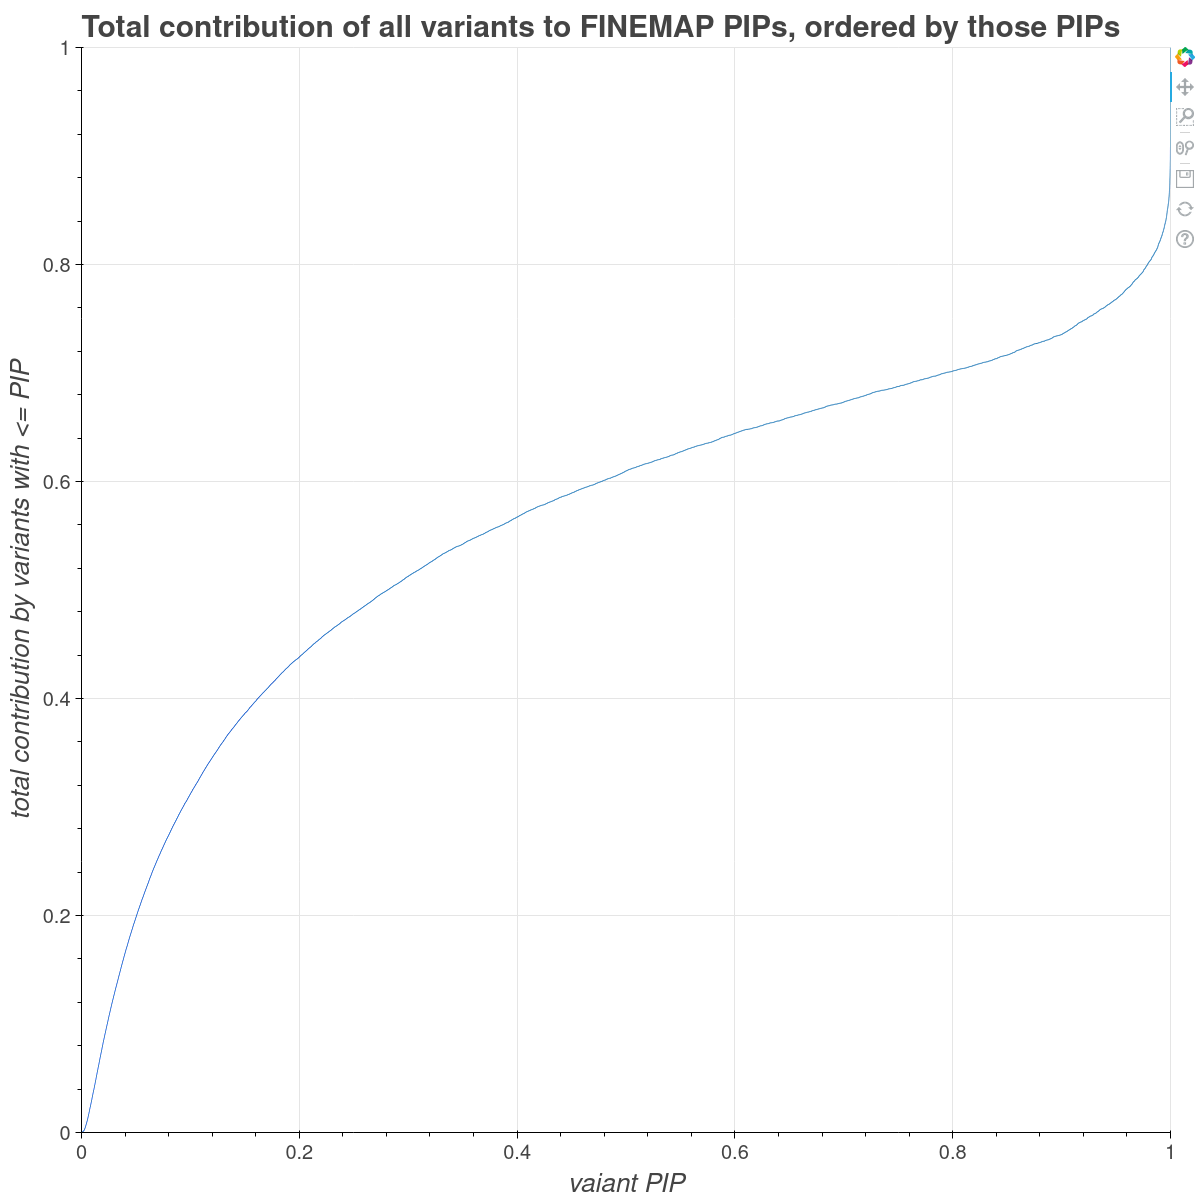 Total contribution of all variants to FINEMAP PIPs, ordered by those PIPs
1
0.8
0.6
0.4
0.2
0
total contribution by variants with <= PIP
0 0.2 0.4 0.6 0.8 1
vaiant PIP